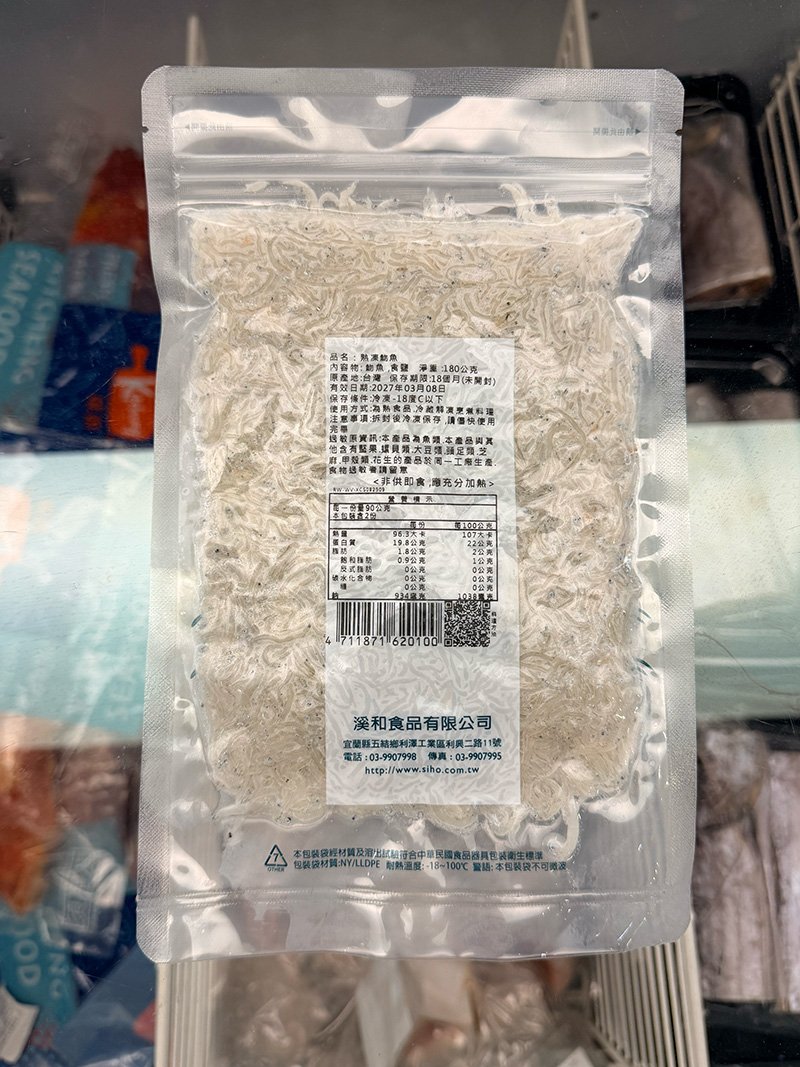 品名：熱凍魩魚
內容物：魩魚，食鹽 淨重：180公克
原產地：台灣 保存期限：18個月(未開封)
有效日期：2027年03月08日
保存條件：冷凍-18度C以下
使用方式：為熱食品，冷藏解凍應煮料理
注意事項：拆封後冷凍保存，請儘快使用
完畢
過敏原資訊：本產品為魚類，本產品與其
他含有堅果、螺貝類、大豆類、頭足類、芝
麻、甲殼類、花生的產品於同一工廠生產，
食物過敏者請留意
<非供即食，應充分加熱>
營養標示
每一份量90公克
本包裝含2份
每份 每100公克
熱量 96.3大卡 107大卡
蛋白質 19.8公克 22公克
脂肪 1.8公克 2公克
飽和脂肪 0.9公克 1公克
反式脂肪 0公克 0公克
碳水化合物 0公克 0公克
糖 0公克 0公克
鈉 934毫克 1038毫克
4 711871 620100
溪和食品有限公司
宜蘭縣五結鄉利澤工業區利興二路11號
電話：03-9907998 傳真：03-9907995
http://www.siho.com.tw
7
OTHER
本包裝袋經材質及溶出試驗符合中華民國食品器具包裝衛生標準
包裝袋材質:NY/LLDPE 耐熱溫度:-18~100℃ 警語:本包裝袋不可微波
SEAFOOD